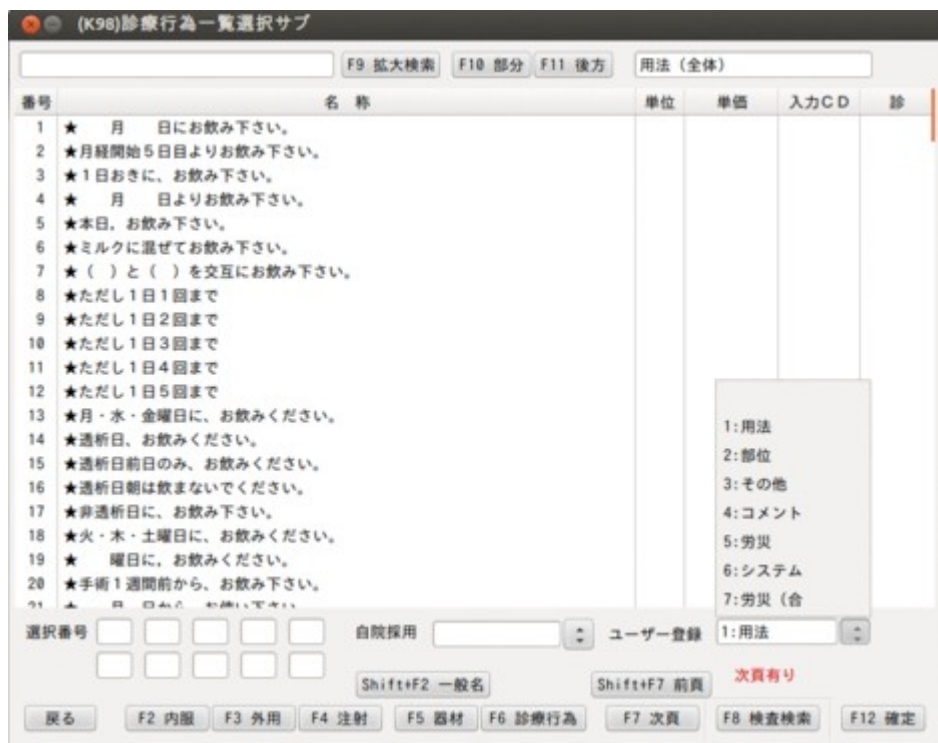 (K98)診療行為一覧選択サブ
F9 拡大検索 F10 部分 F11 後方 用法（全体）
番号 名 称 単位 単価 入力CD 診
1 ★　月　日にお飲み下さい。
2 ★月経開始５日目よりお飲み下さい。
3 ★１日おきに、お飲み下さい。
4 ★　月　日よりお飲み下さい。
5 ★本日、お飲み下さい。
6 ★ミルクに混ぜてお飲み下さい。
7 ★（　）と（　）を交互にお飲み下さい。
8 ★ただし１日１回まで
9 ★ただし１日２回まで
10 ★ただし１日３回まで
11 ★ただし１日４回まで
12 ★ただし１日５回まで
13 ★月・水・金曜日に、お飲みください。
14 ★透析日、お飲みください。
15 ★透析日前日のみ、お飲みください。
16 ★透析日朝は飲まないでください。
17 ★非透析日に、お飲み下さい。
18 ★火・木・土曜日に、お飲みください。
19 ★　曜日に，お飲みください。
20 ★手術１週間前から、お飲み下さい。
1:用法
2:部位
3:その他
4:コメント
5:労災
6:システム
7:労災（合
選択番号 自院採用 ユーザー登録 1:用法
Shift+F2 一般名 Shift+F7 前頁 次頁有り
戻る F2 内服 F3 外用 F4 注射 F5 器材 F6 診療行為 F7 次頁 F8 検査検索 F12 確定